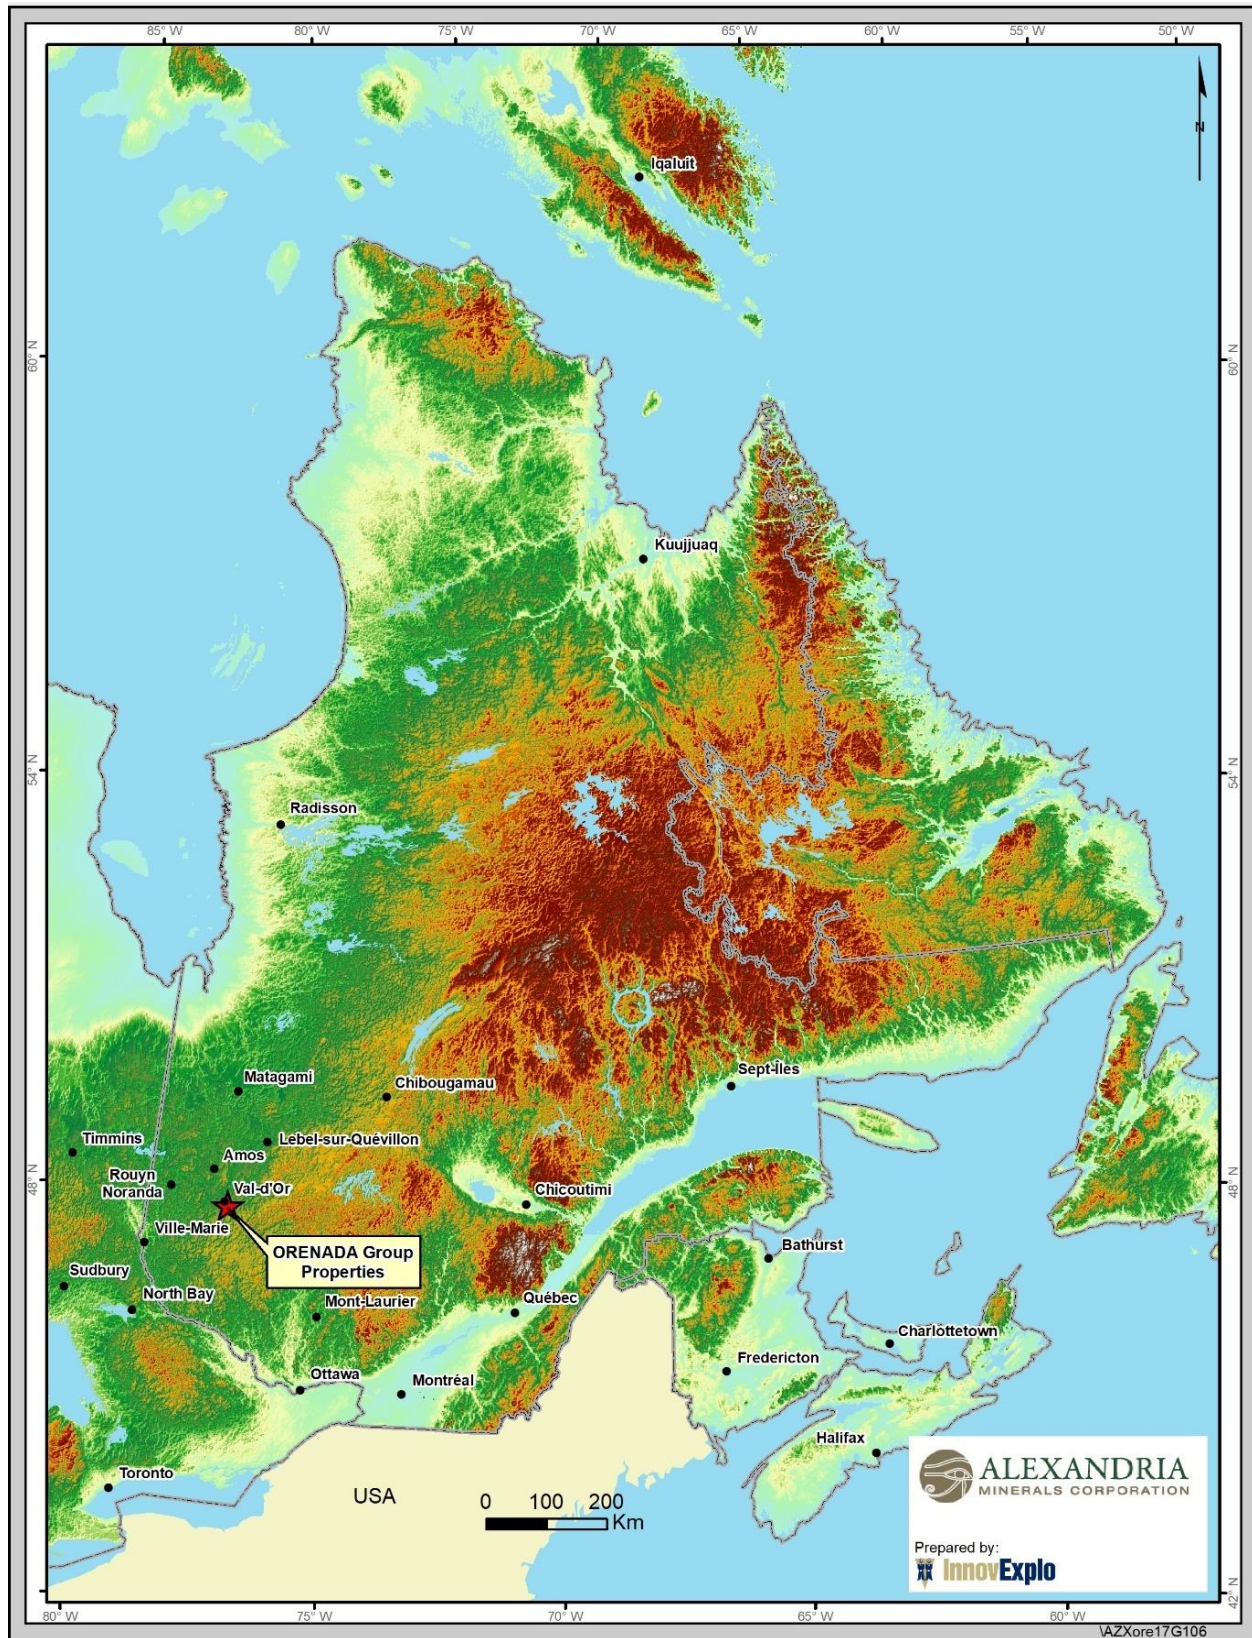 85° W
80° W
75° W
70° W
65° W
60° W
55° W
50° W
N
Iqaluit
60° N
60° N
Kuujjuaq
54° N
54° N
Radisson
Sept-Îles
Matagami
Chibougamau
Timmins
Lebel-sur-Quévillon
Amos
Rouyn
Noranda
48° N
48° N
Val-d'Or
Chicoutimi
Ville-Marie
ORENADA Group
Properties
Bathurst
Sudbury
North Bay
Mont-Laurier
Québec
Charlottetown
Fredericton
Ottawa
Montréal
Halifax
Toronto
USA
0 100 200
Km
ALEXANDRIA
MINERALS CORPORATION
Prepared by:
InnovExplo
42° N
80° W
75° W
70° W
65° W
60° W
\AZXore17G106